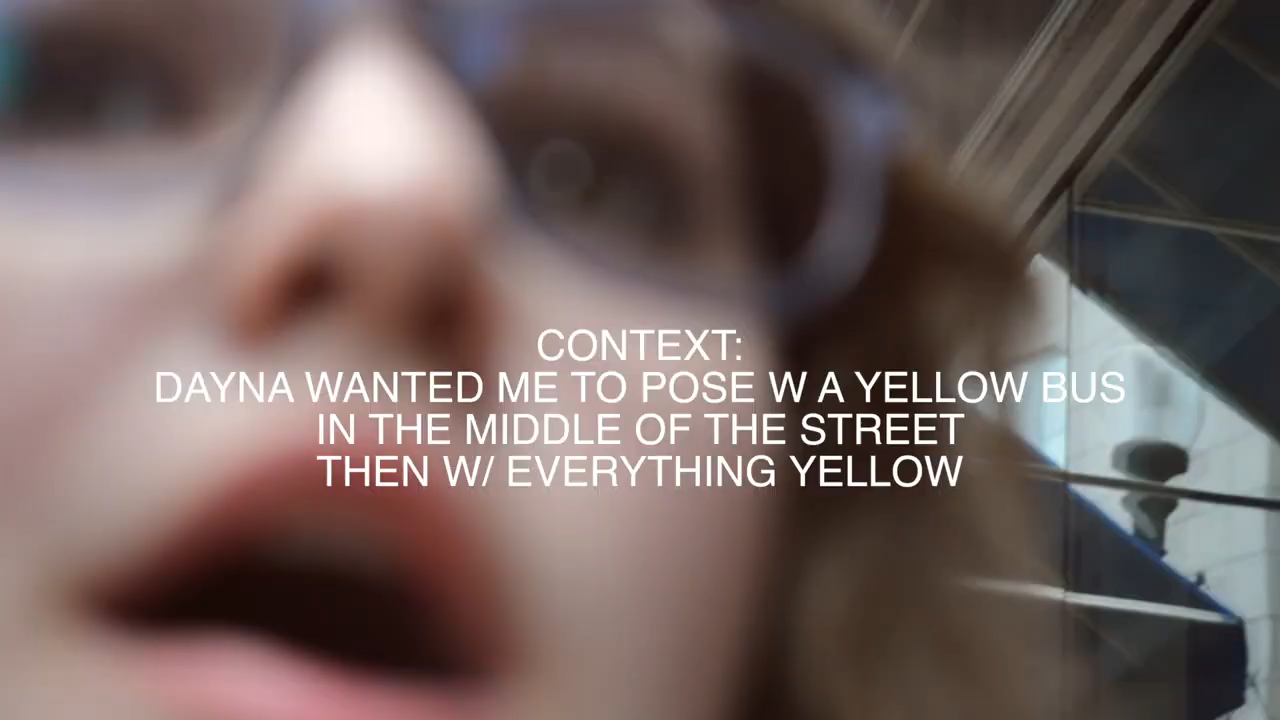 CONTEXT:
DAYNA WANTED ME TO POSE W A YELLOW BUS
IN THE MIDDLE OF THE STREET
THEN W/ EVERYTHING YELLOW